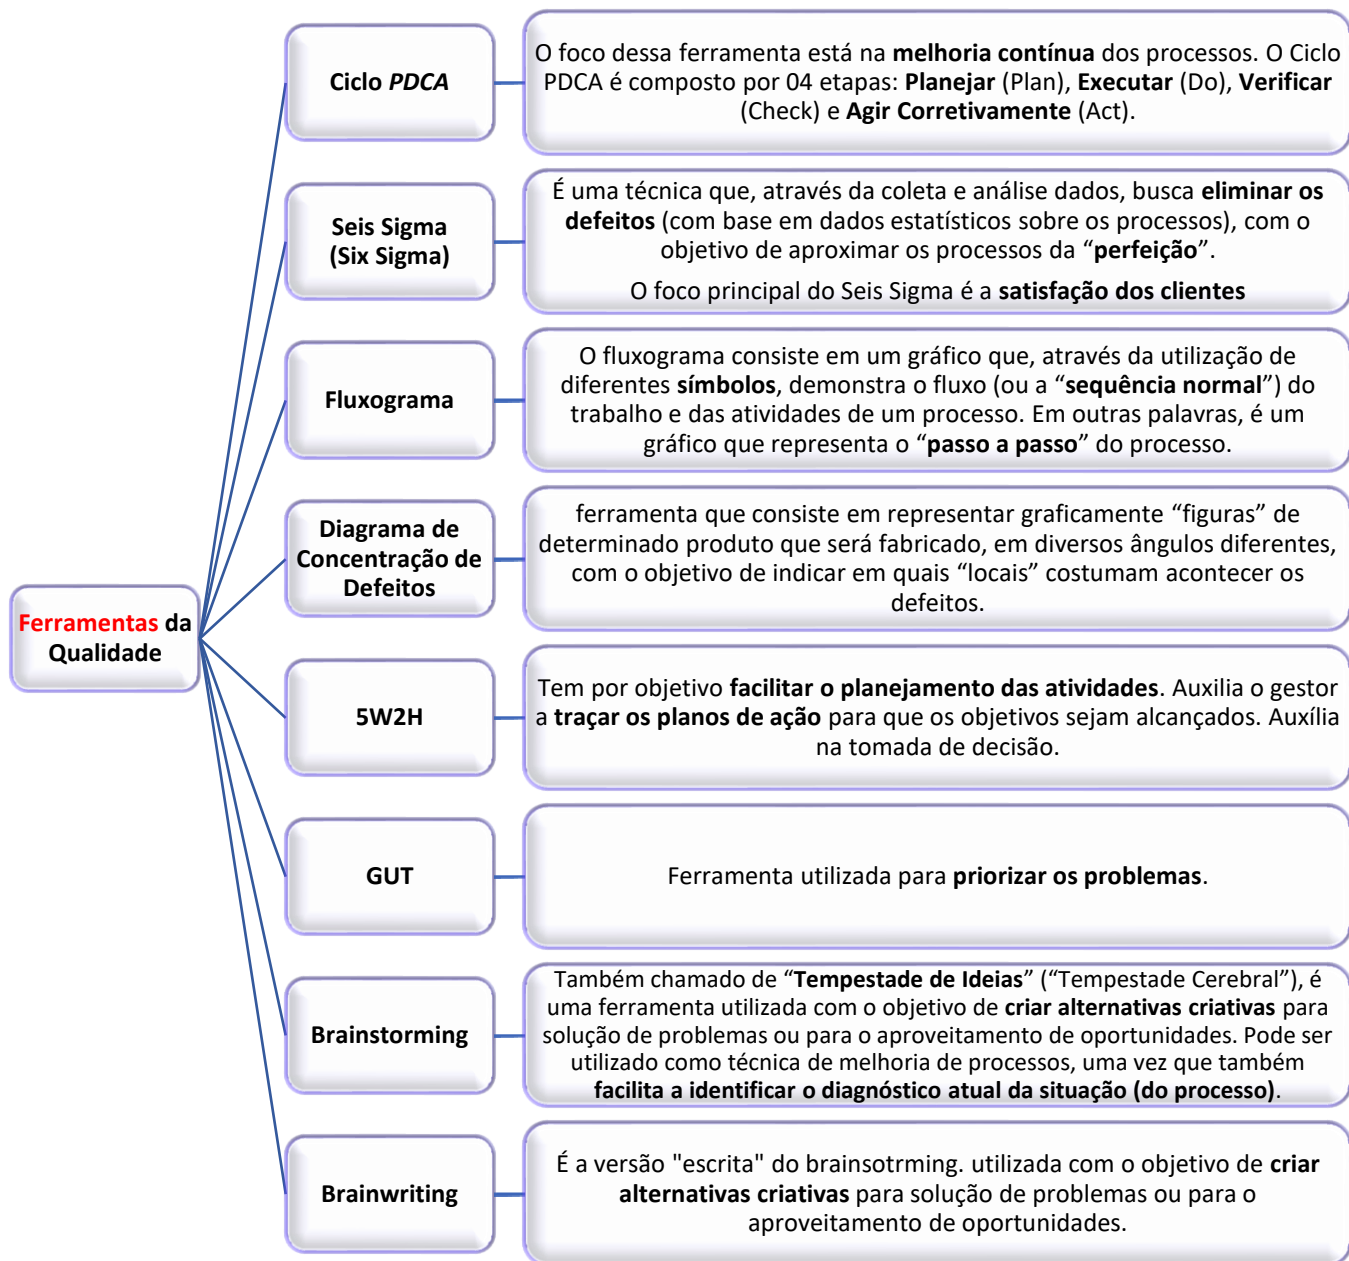 Ciclo PDCA
O foco dessa ferramenta está na melhoria contínua dos processos. O Ciclo
PDCA é composto por 04 etapas: Planejar (Plan), Executar (Do), Verificar
(Check) e Agir Corretivamente (Act).
Seis Sigma
(Six Sigma)
É uma técnica que, através da coleta e análise dados, busca eliminar os
defeitos (com base em dados estatísticos sobre os processos), com o
objetivo de aproximar os processos da “perfeição”.
O foco principal do Seis Sigma é a satisfação dos clientes
Fluxograma
O fluxograma consiste em um gráfico que, através da utilização de
diferentes símbolos, demonstra o fluxo (ou a “sequência normal”) do
trabalho e das atividades de um processo. Em outras palavras, é um
gráfico que representa o “passo a passo” do processo.
Diagrama de
Concentração de
Defeitos
ferramenta que consiste em representar graficamente “figuras” de
determinado produto que será fabricado, em diversos ângulos diferentes,
com o objetivo de indicar em quais “locais” costumam acontecer os
defeitos.
Ferramentas da
Qualidade
5W2H
Tem por objetivo facilitar o planejamento das atividades. Auxilia o gestor
a traçar os planos de ação para que os objetivos sejam alcançados. Auxília
na tomada de decisão.
GUT
Ferramenta utilizada para priorizar os problemas.
Brainstorming
Também chamado de “Tempestade de Ideias” (“Tempestade Cerebral”), é
uma ferramenta utilizada com o objetivo de criar alternativas criativas para
solução de problemas ou para o aproveitamento de oportunidades. Pode ser
utilizado como técnica de melhoria de processos, uma vez que também
facilita a identificar o diagnóstico atual da situação (do processo).
Brainwriting
É a versão "escrita" do brainsotrming. utilizada com o objetivo de criar
alternativas criativas para solução de problemas ou para o
aproveitamento de oportunidades.